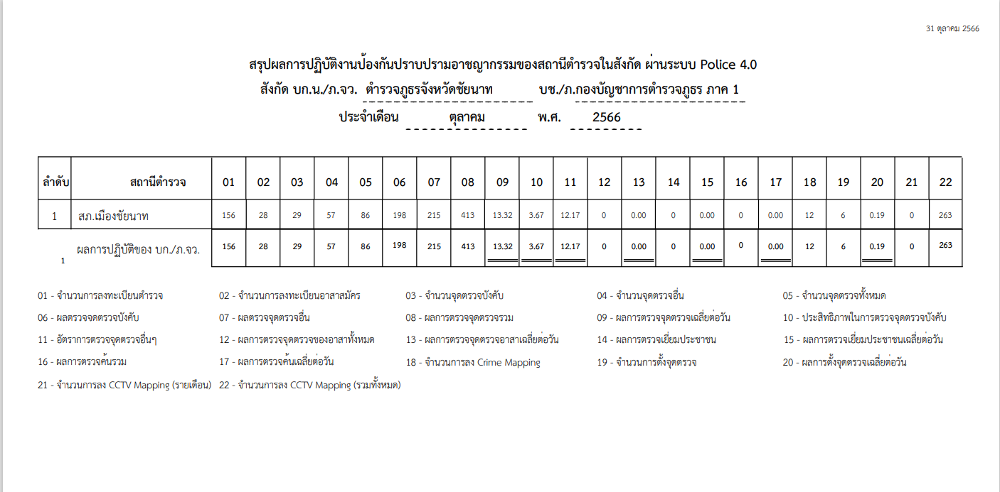 31 ตุลาคม 2566
สรุปผลการปฏิบัติงานป้องกันปราบปรามอาชญากรรมของสถานีตำรวจในสังกัด ผ่านระบบ Police 4.0
สังกัด บก.น./ภ.จว. ตำรวจภูธรจังหวัดชัยนาท บช./ภ.กองบัญชาการตำรวจภูธร ภาค 1
ประจำเดือน ตุลาคม พ.ศ. 2566
ลำดับ สถานีตำรวจ 01 02 03 04 05 06 07 08 09 10 11 12 13 14 15 16 17 18 19 20 21 22
1 สภ.เมืองชัยนาท 156 28 29 57 86 198 215 413 13.32 3.67 12.17 0 0.00 0 0.00 0 0.00 12 6 0.19 0 263
1 ผลการปฏิบัติของ บก./ภ.จว. 156 28 29 57 86 198 215 413 13.32 3.67 12.17 0 0.00 0 0.00 0 0.00 12 6 0.19 0 263
01 - จำนวนการลงทะเบียนตำรวจ 02 - จำนวนการลงทะเบียนอาสาสมัคร 03 - จำนวนจุดตรวจบังคับ 04 - จำนวนจุดตรวจอื่น 05 - จำนวนจุดตรวจทั้งหมด
06 - ผลตรวจจดตรวจบังคับ 07 - ผลตรวจจุดตรวจอื่น 08 - ผลการตรวจจุดตรวจรวม 09 - ผลการตรวจจุดตรวจเฉลี่ยต่อวัน 10 - ประสิทธิภาพในการตรวจจุดตรวจบังคับ
11 - อัตราการตรวจจุดตรวจอื่นๆ 12 - ผลการตรวจจุดตรวจของอาสาทั้งหมด 13 - ผลการตรวจจุดตรวจอาสาเฉลี่ยต่อวัน 14 - ผลการตรวจเยี่ยมประชาชน 15 - ผลการตรวจเยี่ยมประชาชนเฉลี่ยต่อวัน
16 - ผลการตรวจค้นรวม 17 - ผลการตรวจค้นเฉลี่ยต่อวัน 18 - จำนวนการลง Crime Mapping 19 - จำนวนการตั้งจุดตรวจ 20 - ผลการตั้งจุดตรวจเฉลี่ยต่อวัน
21 - จำนวนการลง CCTV Mapping (รายเดือน) 22 - จำนวนการลง CCTV Mapping (รวมทั้งหมด)